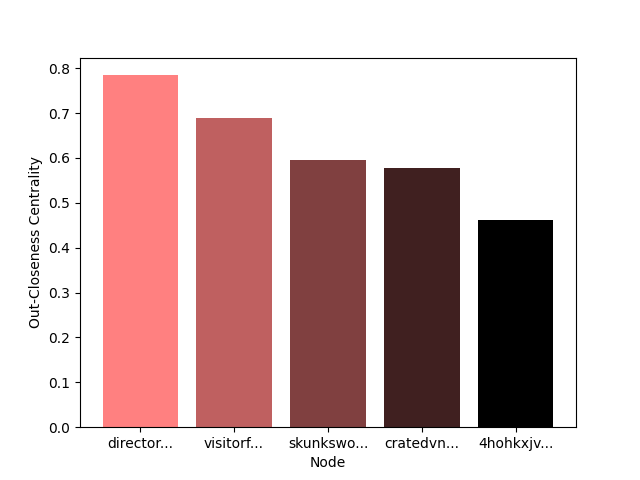 Out-Closeness Centrality
0.8
0.7
0.6
0.5
0.4
0.3
0.2
0.1
0.0
director...
visitorf...
skunkswo...
cratedvn...
4hohkxjv...
Node